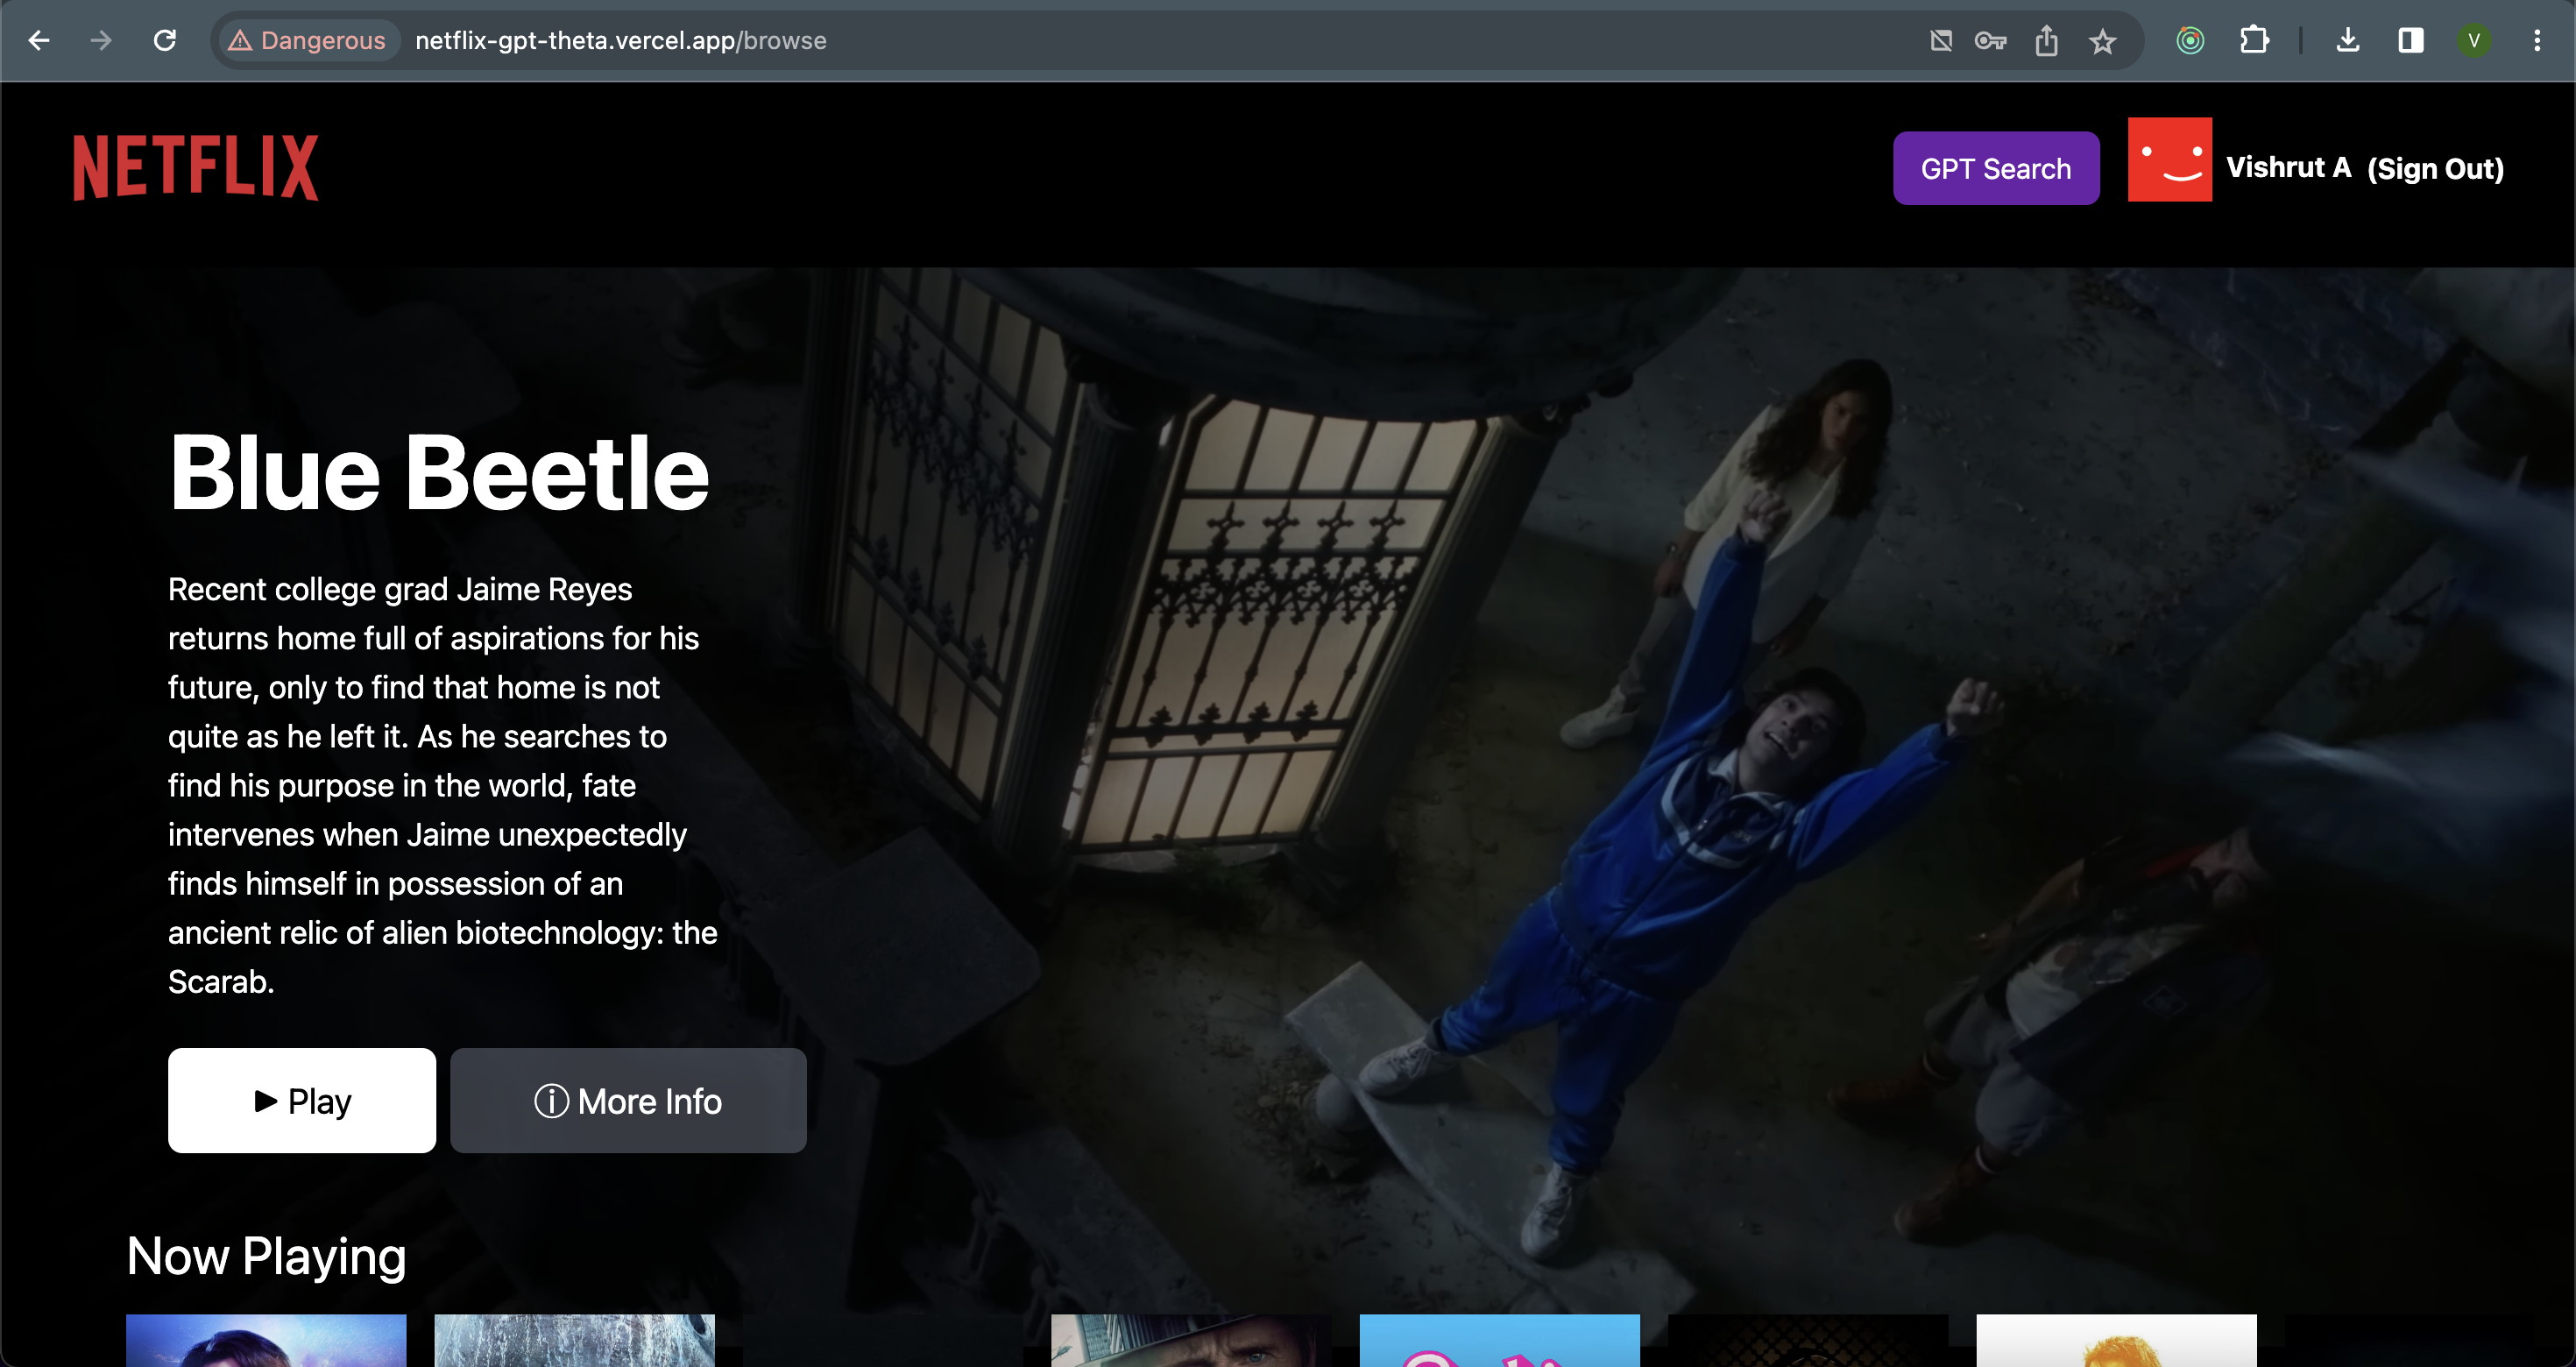 Dangerous netflix-gpt-theta.vercel.app/browse
V
NETFLIX
GPT Search
Vishrut A (Sign Out)
Blue Beetle
Recent college grad Jaime Reyes
returns home full of aspirations for his
future, only to find that home is not
quite as he left it. As he searches to
find his purpose in the world, fate
intervenes when Jaime unexpectedly
finds himself in possession of an
ancient relic of alien biotechnology: the
Scarab.
Play
More Info
Now Playing